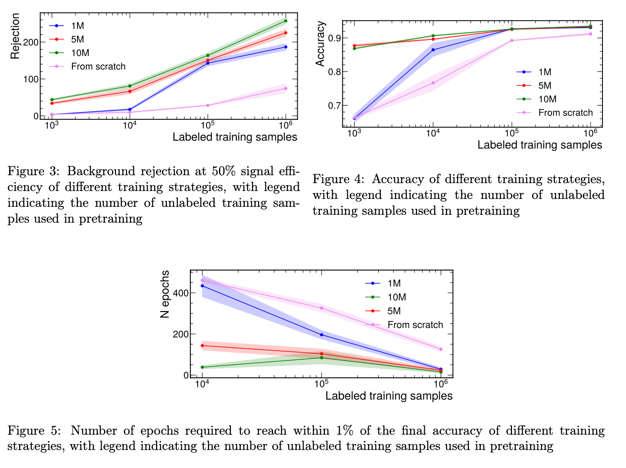 Rejection
200
100
0
1M
5M
10M
From scratch
10³
10⁴
10⁵
10⁶
Labeled training samples
Figure 3: Background rejection at 50% signal effi-
ciency of different training strategies, with legend
indicating the number of unlabeled training sam-
ples used in pretraining
Accuracy
0.9
0.8
0.7
1M
5M
10M
From scratch
10³
10⁴
10⁵
10⁶
Labeled training samples
Figure 4: Accuracy of different training strategies,
with legend indicating the number of unlabeled
training samples used in pretraining
N epochs
400
200
0
1M
10M
5M
From scratch
10⁴
10⁵
10⁶
Labeled training samples
Figure 5: Number of epochs required to reach within 1% of the final accuracy of different training
strategies, with legend indicating the number of unlabeled training samples used in pretraining